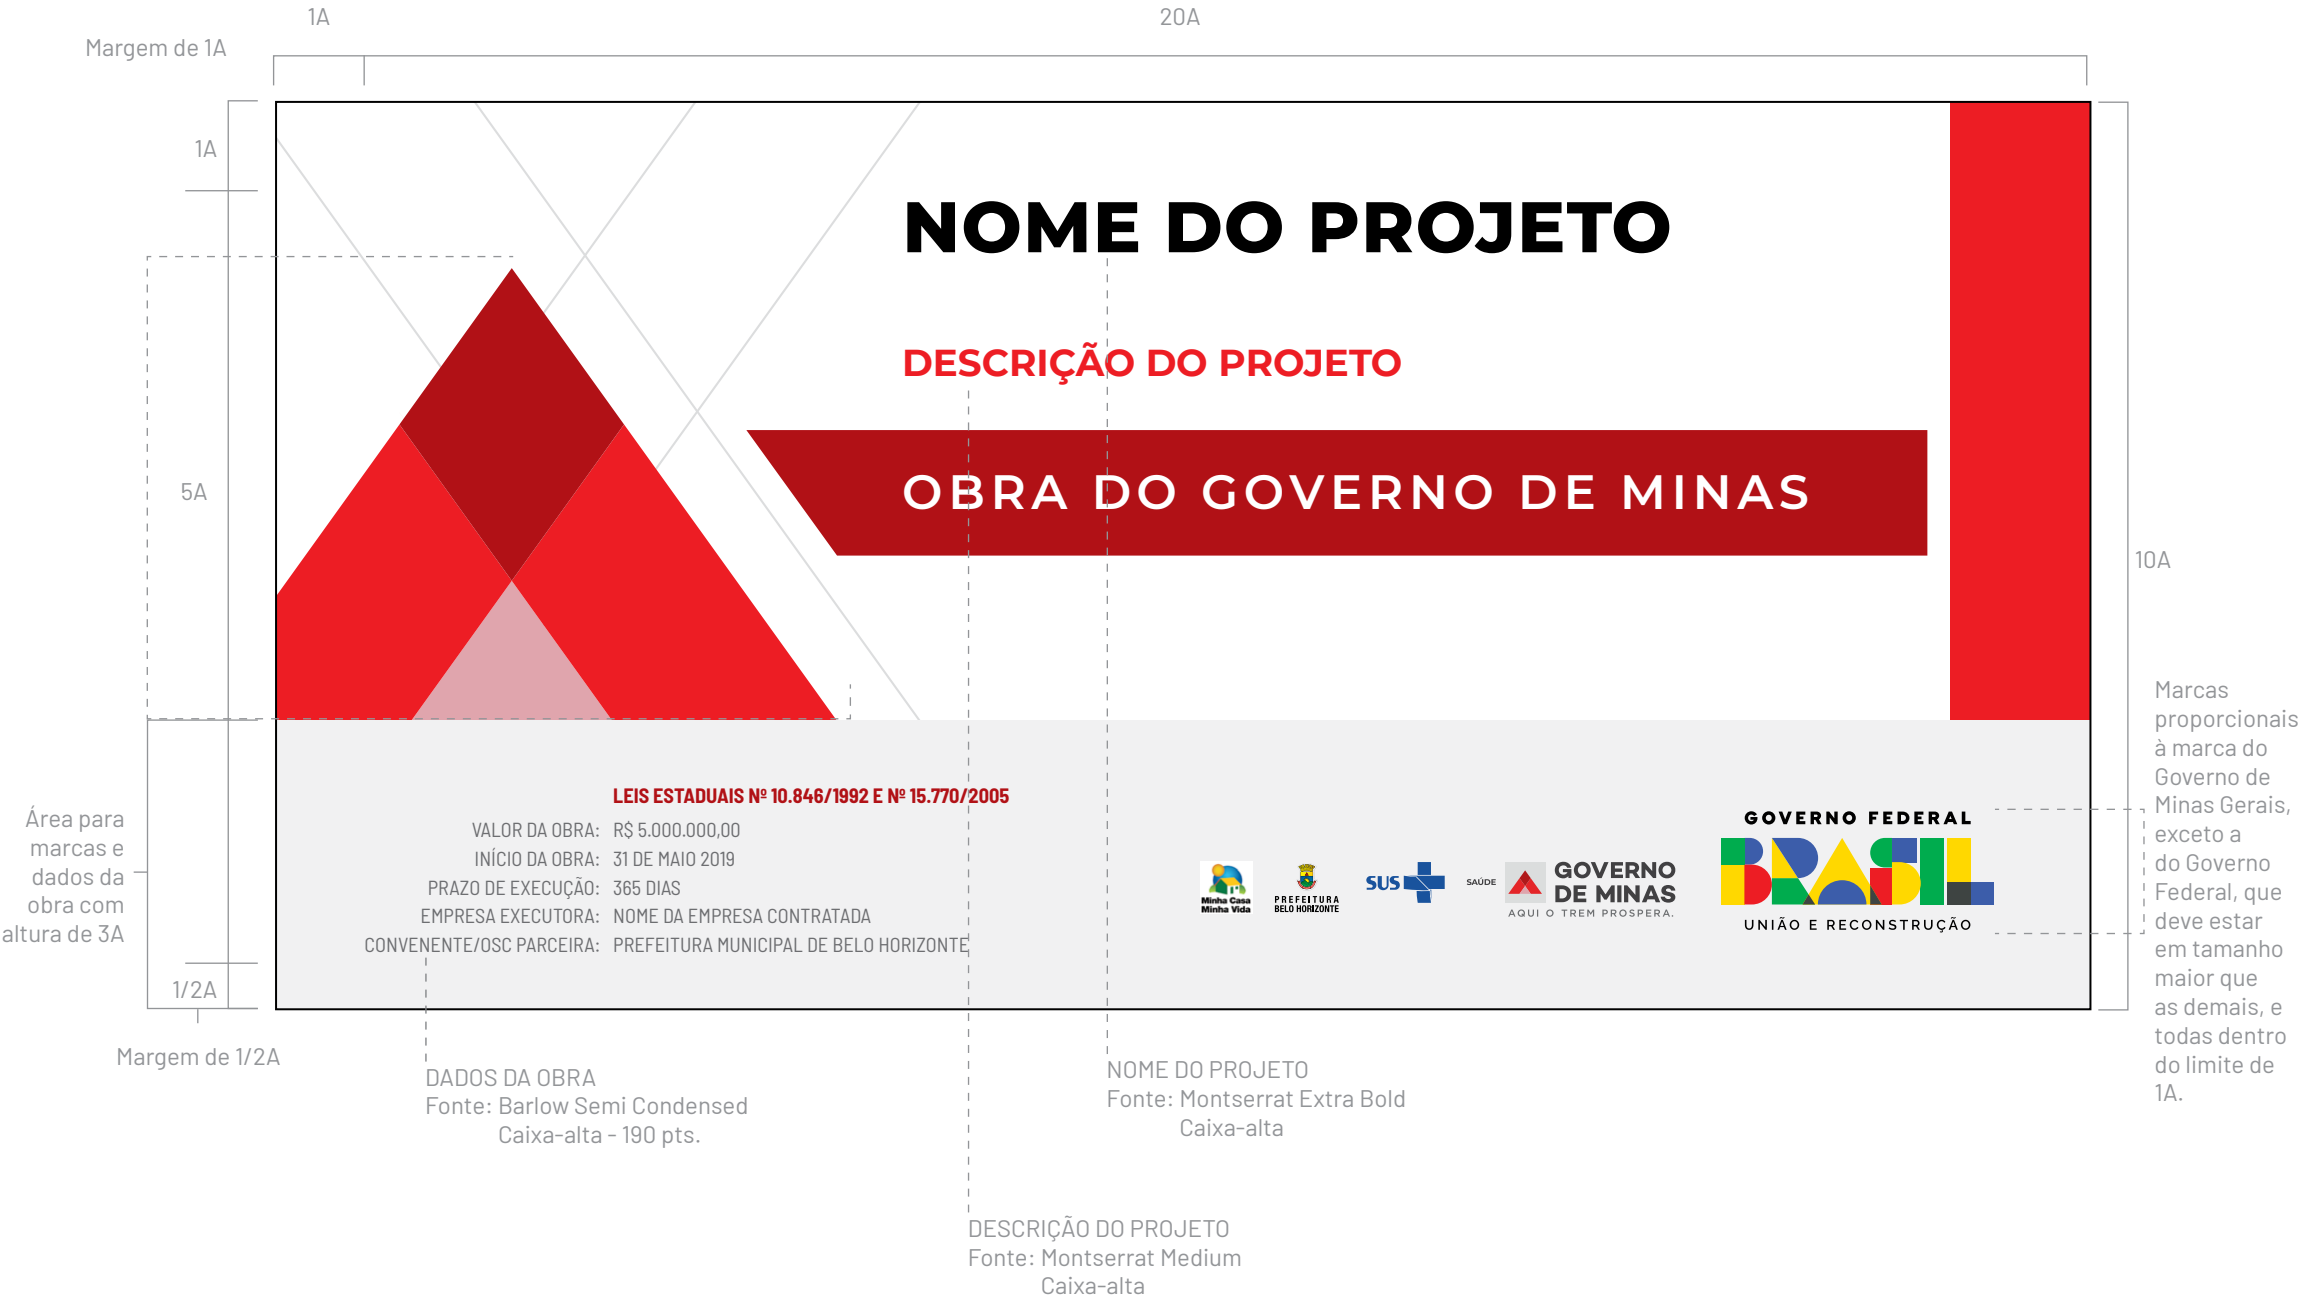 1A
20A
Margem de 1A
1A
NOME DO PROJETO
DESCRIÇÃO DO PROJETO
5A
OBRA DO GOVERNO DE MINAS
10A
Marcas
proporcionais
à marca do
Governo de
Minas Gerais,
exceto a
do Governo
Federal, que
deve estar
em tamanho
maior que
as demais, e
todas dentro
do limite de
1A.
Área para
marcas e
dados da
obra com
altura de 3A
LEIS ESTADUAIS Nº 10.846/1992 E Nº 15.770/2005
VALOR DA OBRA: R$ 5.000.000,00
INÍCIO DA OBRA: 31 DE MAIO 2019
PRAZO DE EXECUÇÃO: 365 DIAS
EMPRESA EXECUTORA: NOME DA EMPRESA CONTRATADA
CONVENENTE/OSC PARCEIRA: PREFEITURA MUNICIPAL DE BELO HORIZONTE
Minha Casa
Minha Vida
PREFEITURA
BELO HORIZONTE
SUS
SAÚDE
GOVERNO
DE MINAS
AQUI O TREM PROSPERA.
GOVERNO FEDERAL
BRASIL
UNIÃO E RECONSTRUÇÃO
1/2A
Margem de 1/2A
DADOS DA OBRA
Fonte: Barlow Semi Condensed
Caixa-alta - 190 pts.
NOME DO PROJETO
Fonte: Montserrat Extra Bold
Caixa-alta
DESCRIÇÃO DO PROJETO
Fonte: Montserrat Medium
Caixa-alta